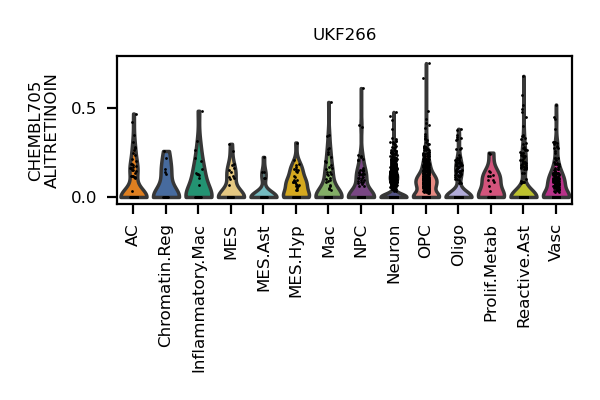 UKF266
CHEMBL705
ALITRETINOIN
0.5
0.0
AC
Chromatin.Reg
Inflammatory.Mac
MES
MES.Ast
MES.Hyp
Mac
NPC
Neuron
OPC
Oligo
Prolif.Metab
Reactive.Ast
Vasc